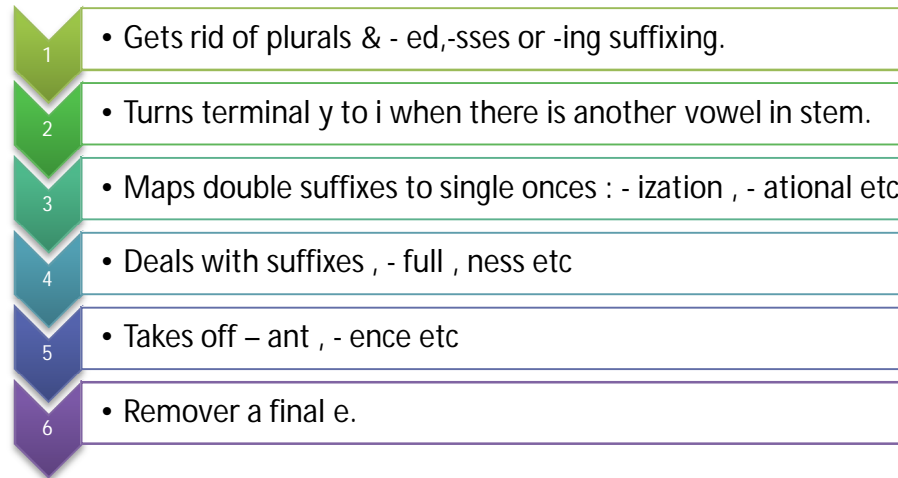 1 • Gets rid of plurals & - ed,-sses or -ing suffixing.
2 • Turns terminal y to i when there is another vowel in stem.
3 • Maps double suffixes to single onces : - ization , - ational etc
4 • Deals with suffixes , - full , ness etc
5 • Takes off – ant , - ence etc
6 • Remover a final e.